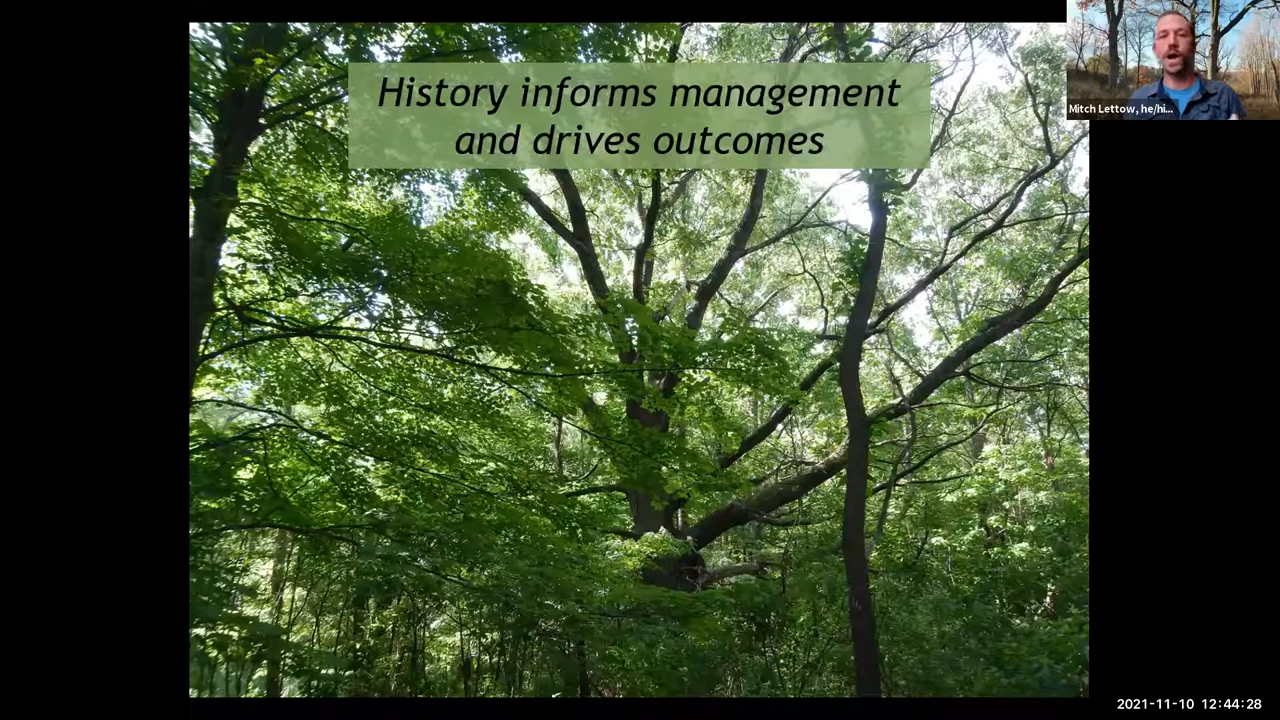 History informs management
and drives outcomes
Mitch Lettow, he/hi...
2021-11-10 12:44:28